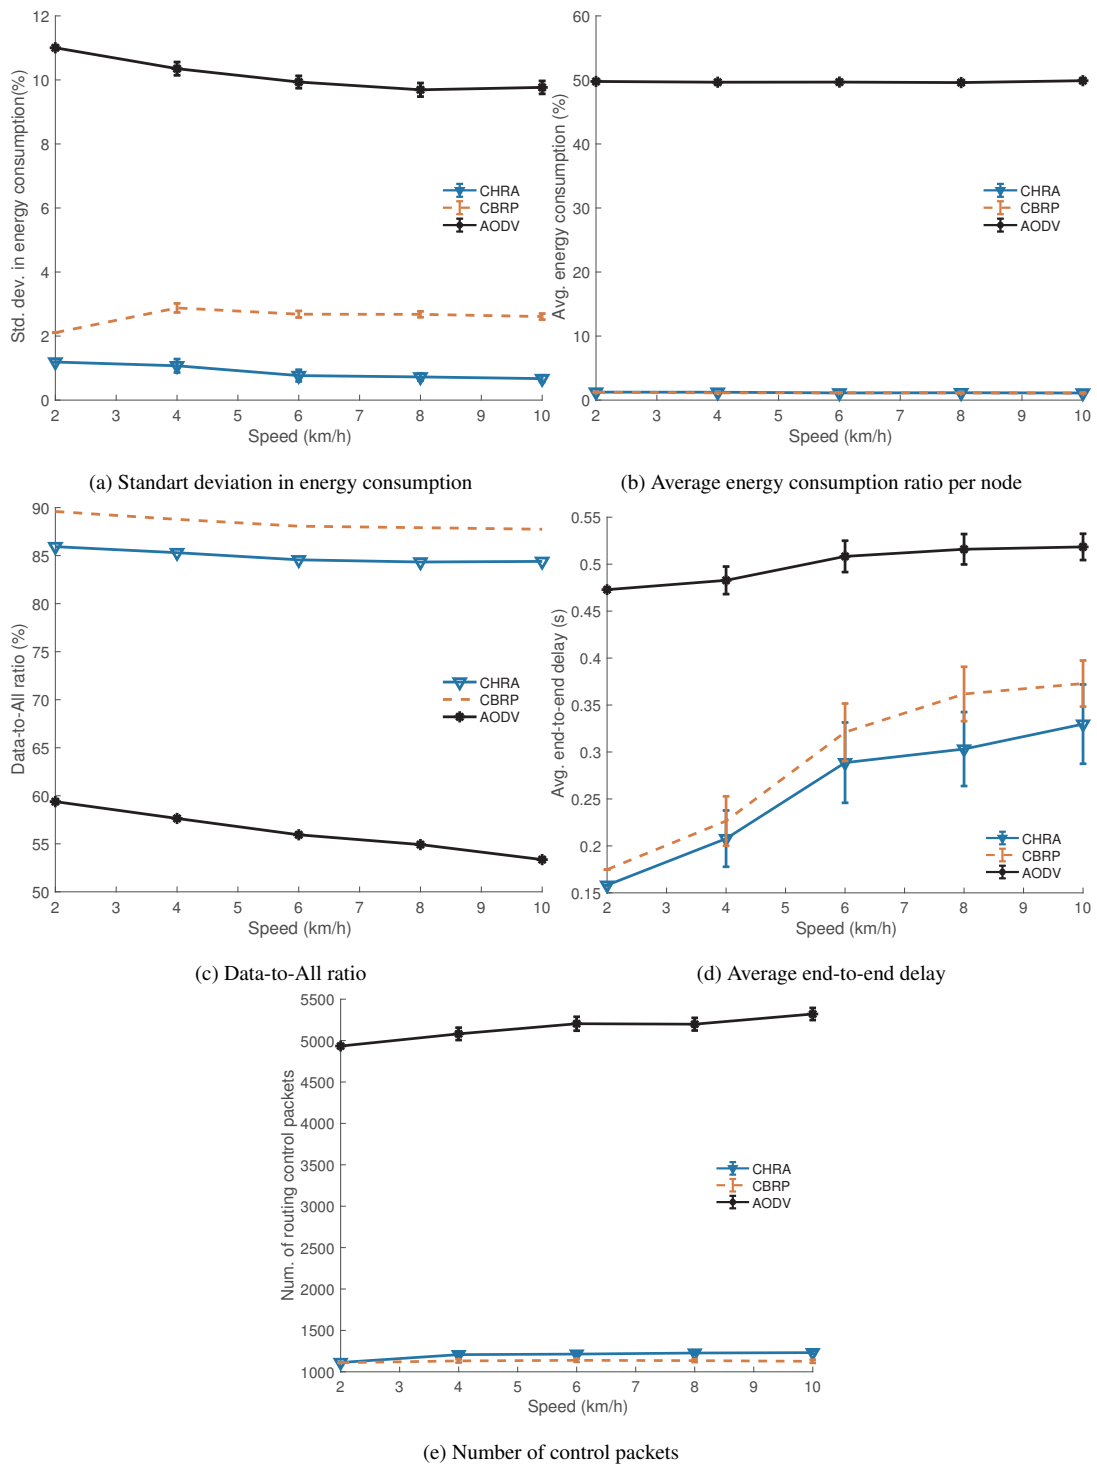 12
10
8
6
4
2
0
Std. dev. in energy consumption(%)
CHRA
CBRP
AODV
2 3 4 5 6 7 8 9 10
Speed (km/h)
(a) Standart deviation in energy consumption
60
50
40
30
20
10
0
Avg. energy consumption (%)
CHRA
CBRP
AODV
2 3 4 5 6 7 8 9 10
Speed (km/h)
(b) Average energy consumption ratio per node
90
85
80
75
70
65
60
55
50
Data-to-All ratio (%)
CHRA
CBRP
AODV
2 3 4 5 6 7 8 9 10
Speed (km/h)
(c) Data-to-All ratio
0.55
0.5
0.45
0.4
0.35
0.3
0.25
0.2
0.15
Avg. end-to-end delay (s)
CHRA
CBRP
AODV
2 3 4 5 6 7 8 9 10
Speed (km/h)
(d) Average end-to-end delay
5500
5000
4500
4000
3500
3000
2500
2000
1500
1000
Num. of routing control packets
CHRA
CBRP
AODV
2 3 4 5 6 7 8 9 10
Speed (km/h)
(e) Number of control packets